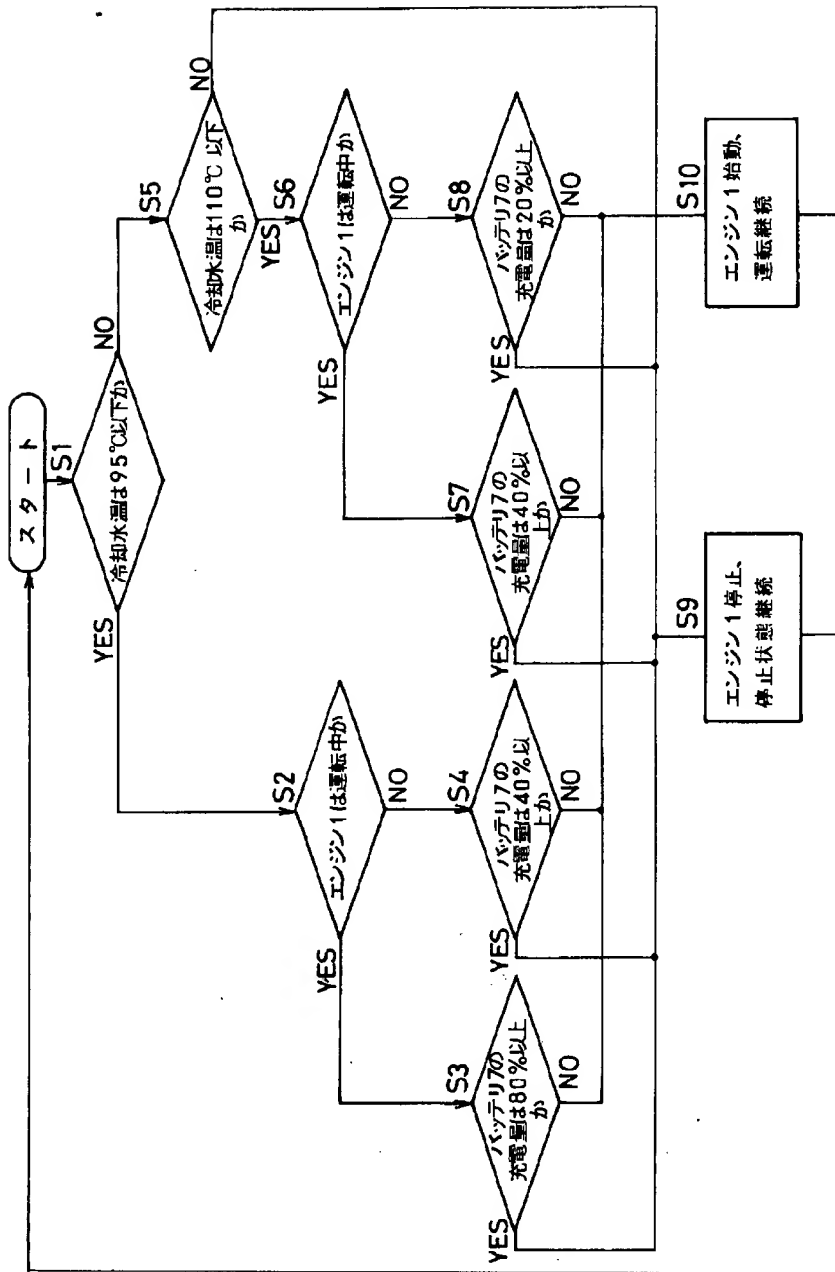 スタート
S1
冷却水温は95℃以下か
YES
NO
S2
エンジン1は運転中か
YES
NO
S3
バッテリ7の
充電量は80%以上
か
YES
NO
S4
バッテリ7の
充電量は40%以
上か
YES
NO
S5
冷却水温は110℃以下
か
NO
YES
S6
エンジン1は運転中か
YES
NO
S7
バッテリ7の
充電量は40%以
上か
YES
NO
S8
バッテリ7の
充電量は20%以上
か
YES
NO
S9
エンジン1停止、
停止状態継続
S10
エンジン1始動、
運転継続